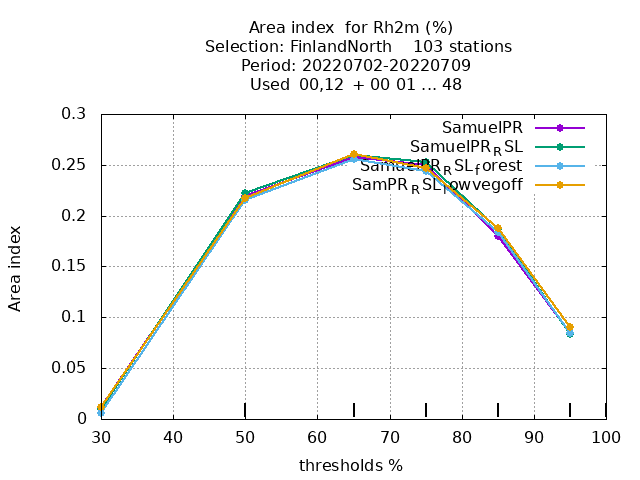 Area index for Rh2m (%)
Selection: FinlandNorth 103 stations
Period: 20220702-20220709
Used 00,12 + 00 01 ... 48
0.3
0.25
0.2
0.15
0.1
0.05
0
Area index
SamuelPR
SamuelPR_RSL
SamuelPR_RSL_forest
SamPR_RSL_lowvegoff
30 40 50 60 70 80 90 100
thresholds %